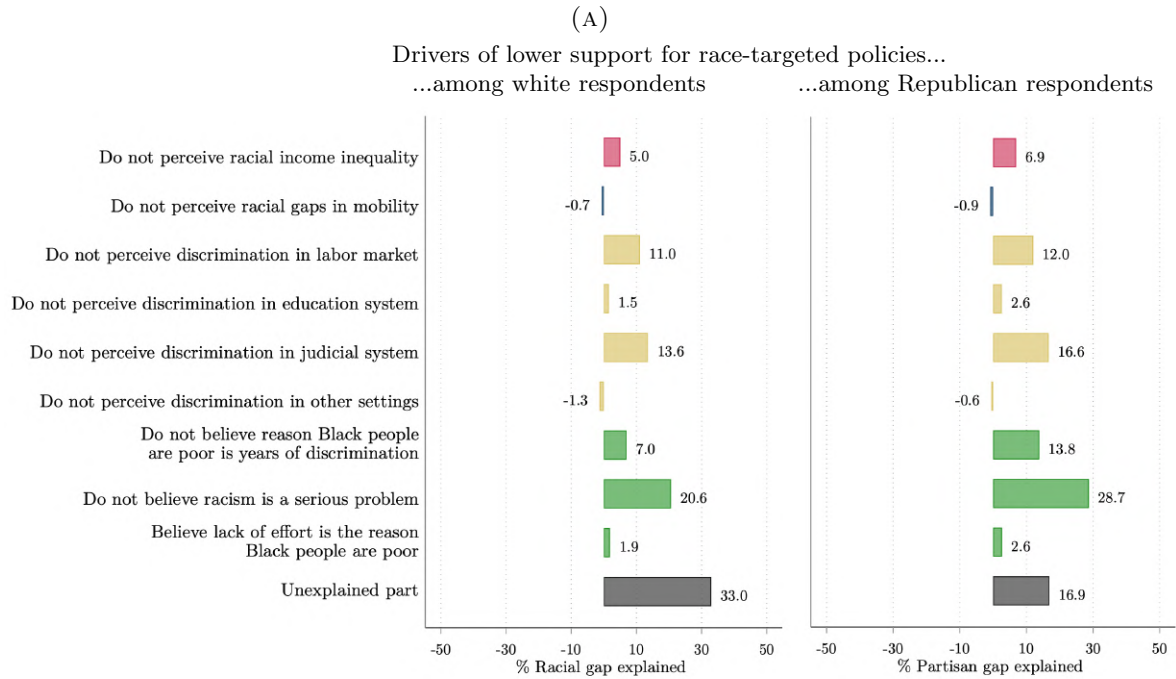 (A)
Drivers of lower support for race-targeted policies...
...among white respondents
...among Republican respondents
Do not perceive racial income inequality
5.0
6.9
Do not perceive racial gaps in mobility
-0.7
-0.9
Do not perceive discrimination in labor market
11.0
12.0
Do not perceive discrimination in education system
1.5
2.6
Do not perceive discrimination in judicial system
13.6
16.6
Do not perceive discrimination in other settings
-1.3
-0.6
Do not believe reason Black people
are poor is years of discrimination
7.0
13.8
Do not believe racism is a serious problem
20.6
28.7
Believe lack of effort is the reason
Black people are poor
1.9
2.6
Unexplained part
33.0
16.9
-50 -30 -10 10 30 50
-50 -30 -10 10 30 50
% Racial gap explained
% Partisan gap explained